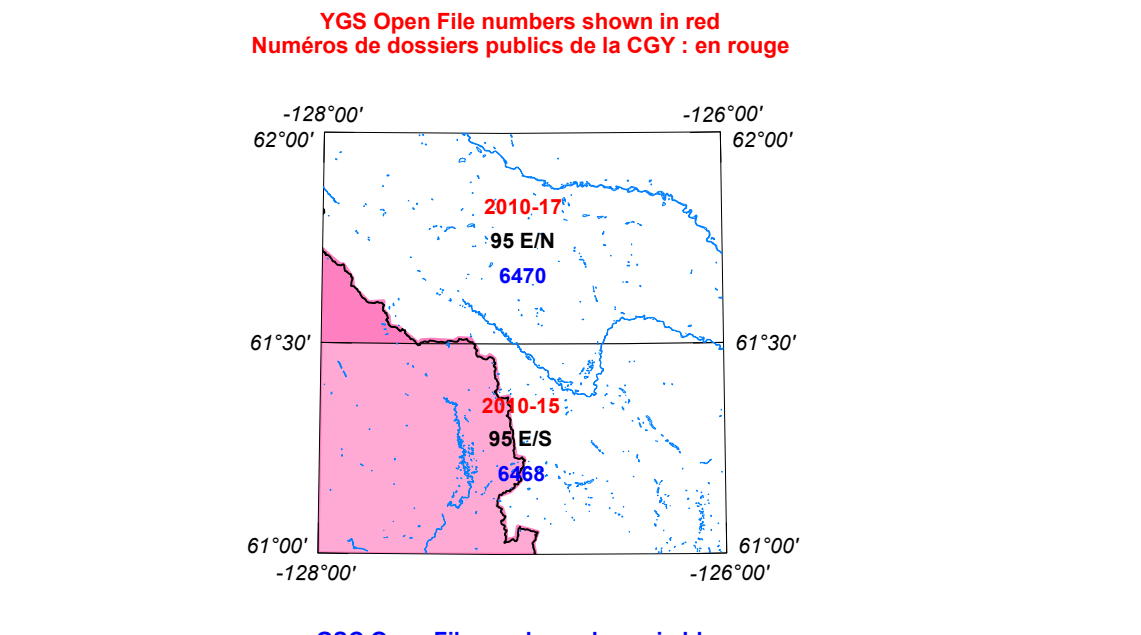 YGS Open File numbers shown in red
Numéros de dossiers publics de la CGY : en rouge
-128°00' -126°00'
62°00' 62°00'
2010-17
95 E/N
6470
61°30' 61°30'
2010-15
95 E/S
6468
61°00' 61°00'
-128°00' -126°00'